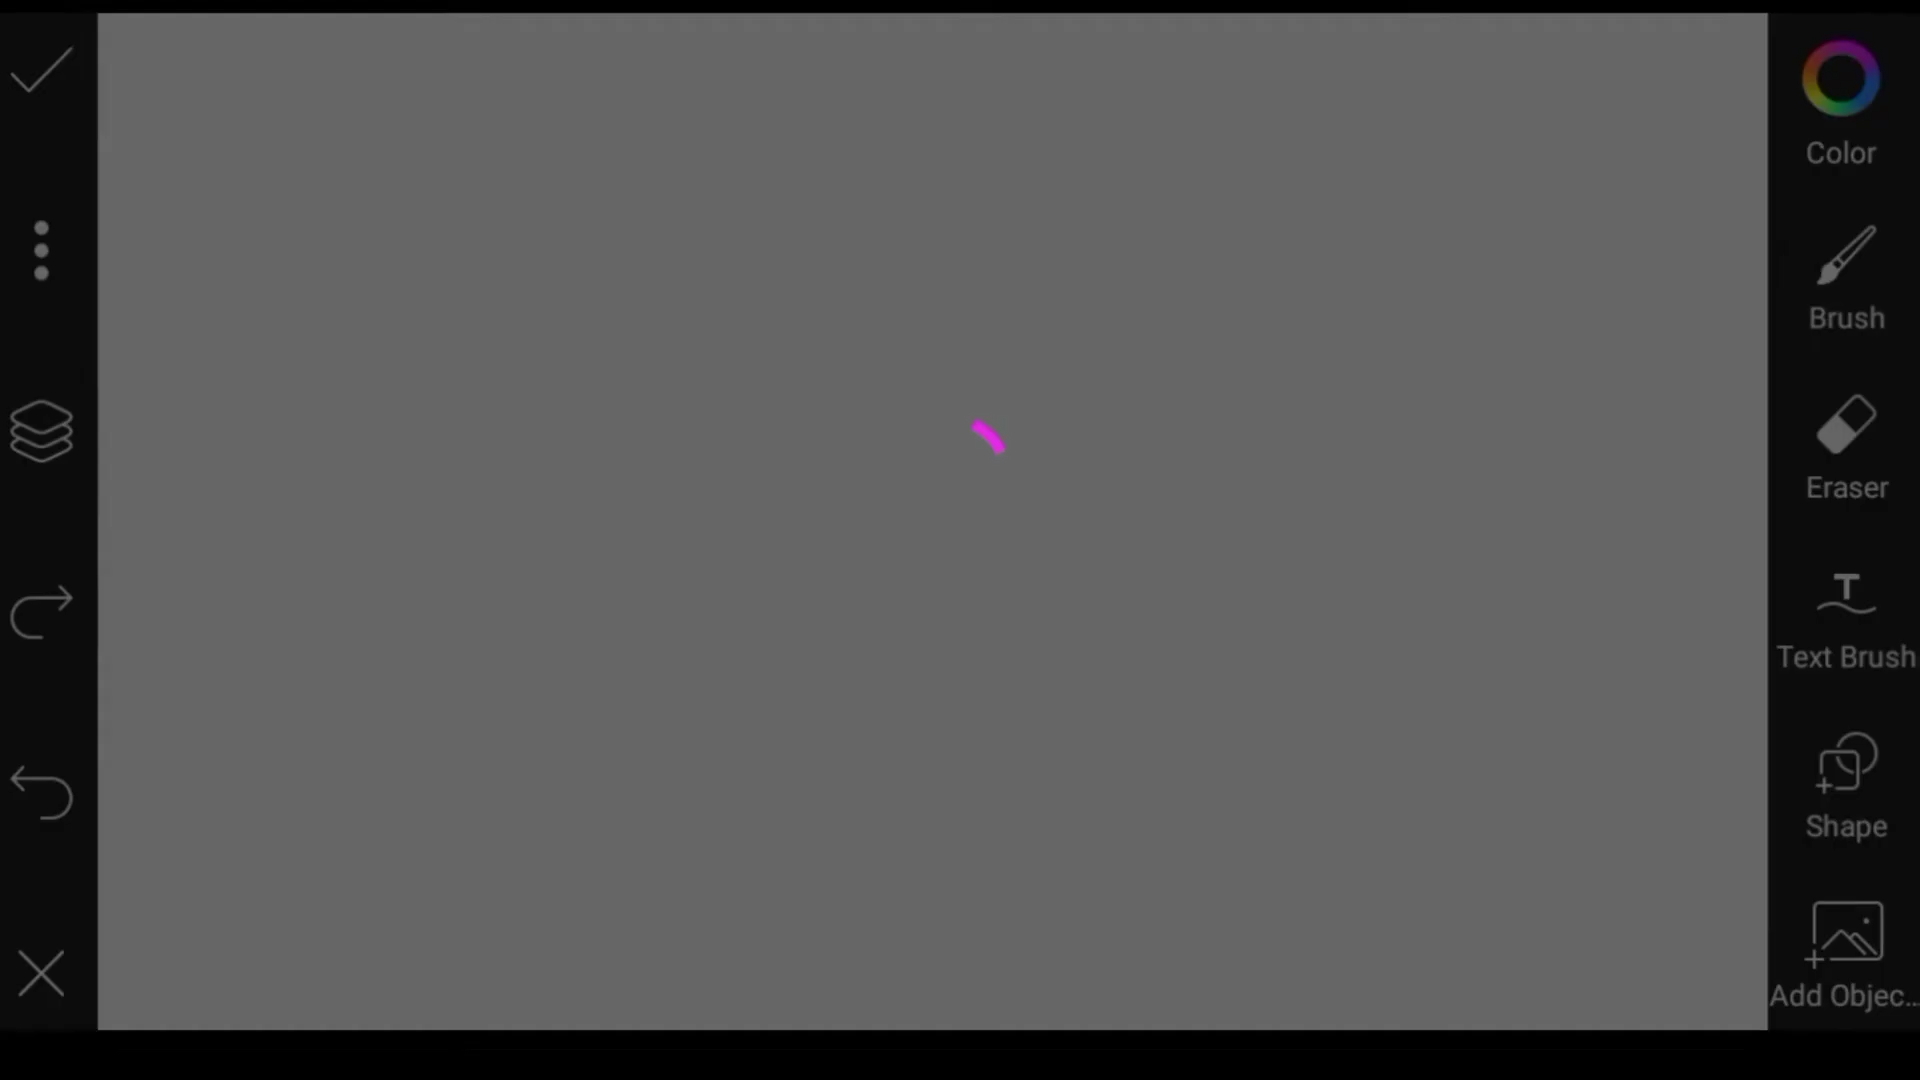 Color
Brush
Eraser
T
Text Brush
Shape
Add Objec...